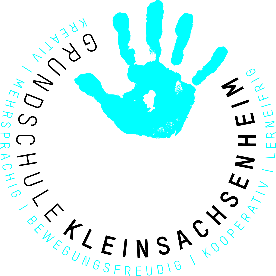 GRUNDSCHULE KLEINSACHSENHEIM
KREATIV | MEHRSPRACHIG | BEWEGUNGSFREUDIG | KOOPERATIV | LERNEIFRIG